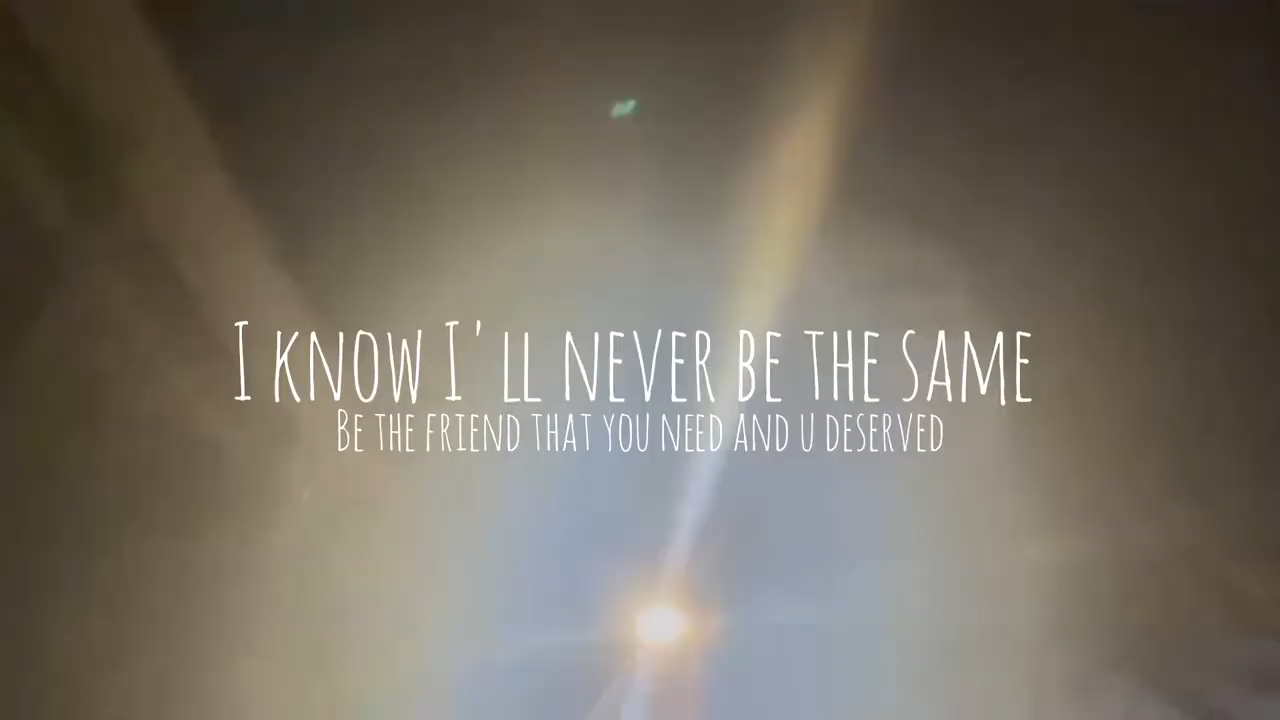 I know I'll never be the same
Be the friend that you need and u deserved